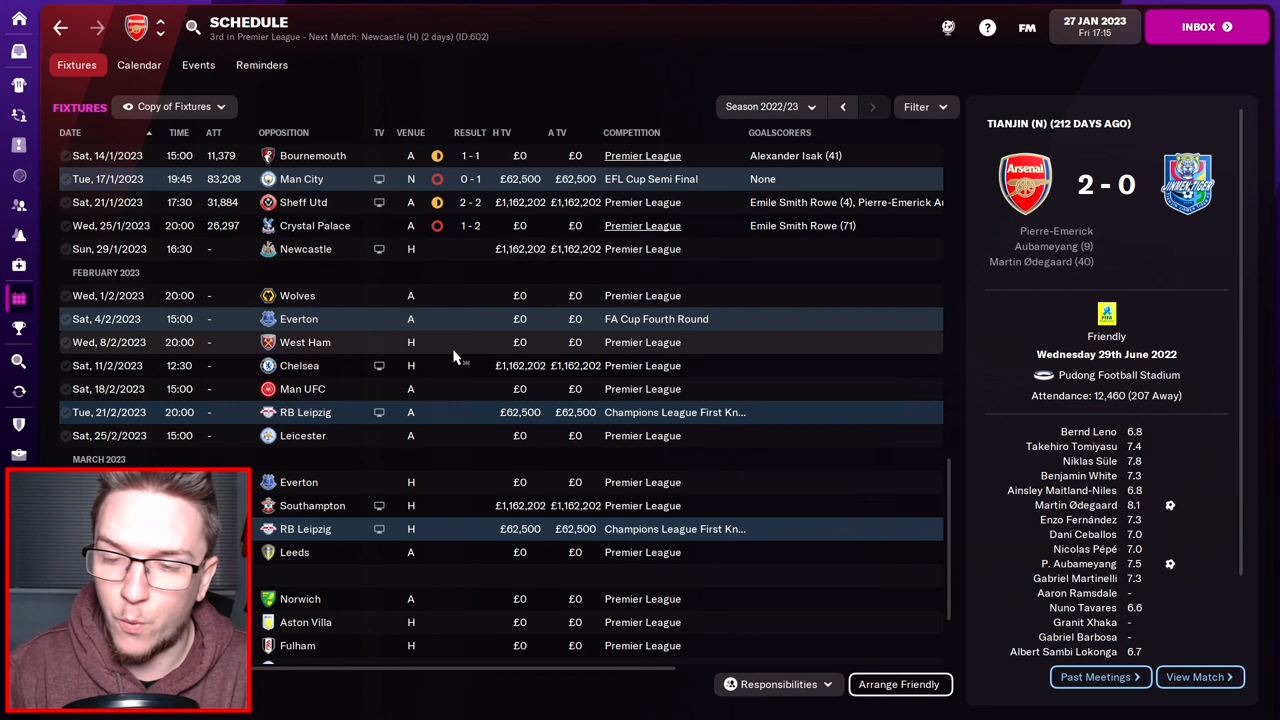 SCHEDULE
3rd in Premier League - Next Match: Newcastle (H) (2 days) (ID:602)
FM
27 JAN 2023
Fri 17:15
INBOX
Fixtures Calendar Events Reminders
FIXTURES Copy of Fixtures Season 2022/23 Filter
DATE TIME ATT OPPOSITION TV VENUE RESULT H TV A TV COMPETITION GOALSCORERS
Sat, 14/1/2023 15:00 11,379 Bournemouth A 1 - 1 £0 £0 Premier League Alexander Isak (41)
Tue, 17/1/2023 19:45 83,208 Man City N 0 - 1 £62,500 £62,500 EFL Cup Semi Final None
Sat, 21/1/2023 17:30 31,884 Sheff Utd A 2 - 2 £1,162,202 £1,162,202 Premier League Emile Smith Rowe (4), Pierre-Emerick Au
Wed, 25/1/2023 20:00 26,297 Crystal Palace A 1 - 2 £0 £0 Premier League Emile Smith Rowe (71)
Sun, 29/1/2023 16:30 - Newcastle H £1,162,202 £1,162,202 Premier League
FEBRUARY 2023
Wed, 1/2/2023 20:00 - Wolves A £0 £0 Premier League
Sat, 4/2/2023 15:00 - Everton A £0 £0 FA Cup Fourth Round
Wed, 8/2/2023 20:00 - West Ham H £0 £0 Premier League
Sat, 11/2/2023 12:30 - Chelsea H £1,162,202 £1,162,202 Premier League
Sat, 18/2/2023 15:00 - Man UFC A £0 £0 Premier League
Tue, 21/2/2023 20:00 - RB Leipzig A £62,500 £62,500 Champions League First Kn...
Sat, 25/2/2023 15:00 - Leicester A £0 £0 Premier League
MARCH 2023
Everton H £0 £0 Premier League
Southampton H £1,162,202 £1,162,202 Premier League
RB Leipzig H £62,500 £62,500 Champions League First Kn...
Leeds A £0 £0 Premier League
Norwich A £0 £0 Premier League
Aston Villa H £0 £0 Premier League
Fulham H £0 £0 Premier League
Responsibilities Arrange Friendly
TIANJIN (N) (212 DAYS AGO)
Arsenal
2 - 0
JINMEN TIGER
Pierre-Emerick
Aubameyang (9)
Martin Ødegaard (40)
Friendly
Wednesday 29th June 2022
Pudong Football Stadium
Attendance: 12,460 (207 Away)
Bernd Leno 6.8
Takehiro Tomiyasu 7.4
Niklas Süle 7.8
Benjamin White 7.3
Ainsley Maitland-Niles 6.8
Martin Ødegaard 8.1
Enzo Fernández 7.3
Dani Ceballos 7.0
Nicolas Pépé 7.0
P. Aubameyang 7.5
Gabriel Martinelli 7.3
Aaron Ramsdale -
Nuno Tavares 6.6
Granit Xhaka -
Gabriel Barbosa -
Albert Sambi Lokonga 6.7
Past Meetings View Match